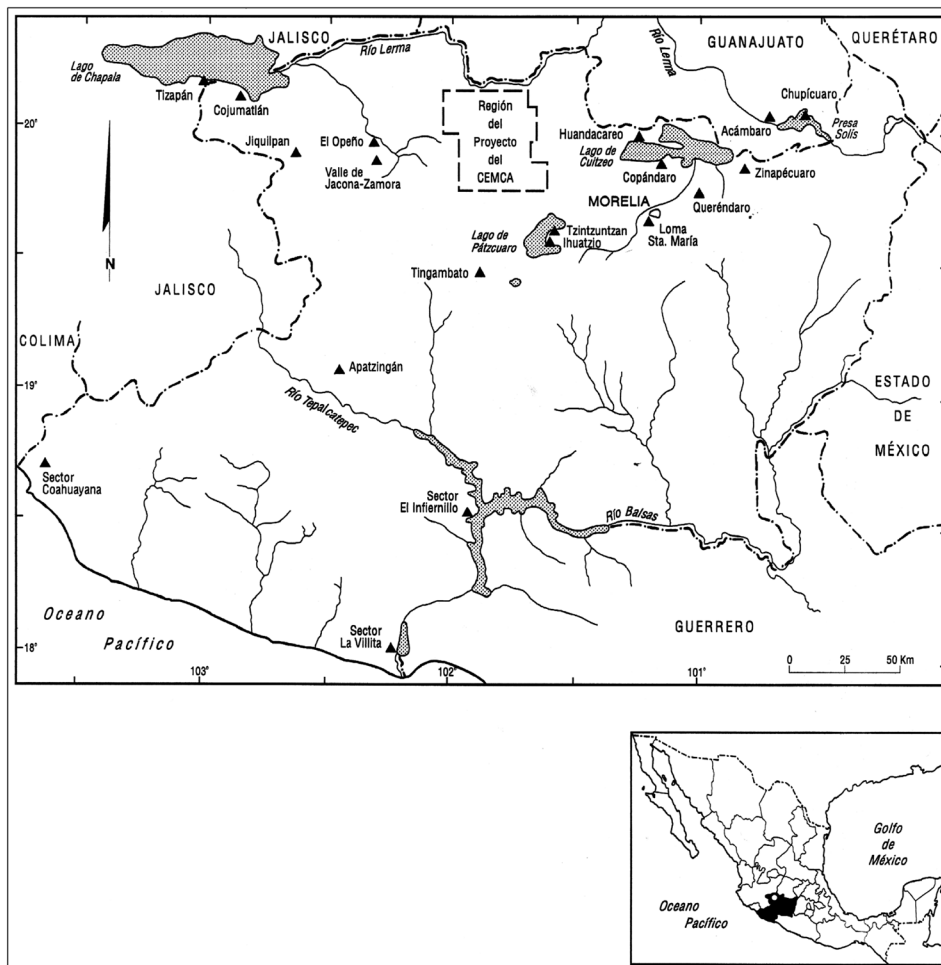 JALISCO
Río Lerma
Río Lerma
GUANAJUATO
QUERÉTARO
Lago
de Chapala
Tizapán
Cojumatlán
Chupícuaro
Presa
Solís
Acámbaro
20°
Región
del
Proyecto
del
CEMCA
Huandacareo
Lago de
Cuitzeo
Jiquilpan
El Opeño
Valle de
Jacona-Zamora
Copándaro
Zinapécuaro
MORELIA
Queréndaro
Loma
Sta. María
Lago de
Pátzcuaro
Tzintzuntzan
Ihuatzio
N
Tingambato
JALISCO
COLIMA
19°
Apatzingán
Río Tepalcatepec
ESTADO
DE
MÉXICO
Sector
Coahuayana
Sector
El Infiernillo
Río Balsas
Oceano
Pacífico
Sector
La Villita
GUERRERO
18°
103°
102°
101°
0 25 50 Km
Golfo
de
México
Oceano
Pacífico